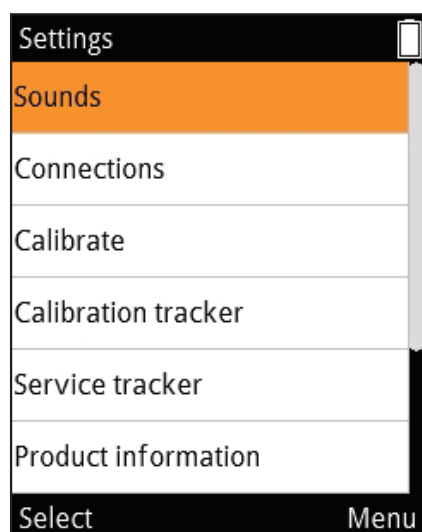 Settings
Sounds
Connections
Calibrate
Calibration tracker
Service tracker
Product information
Select Menu